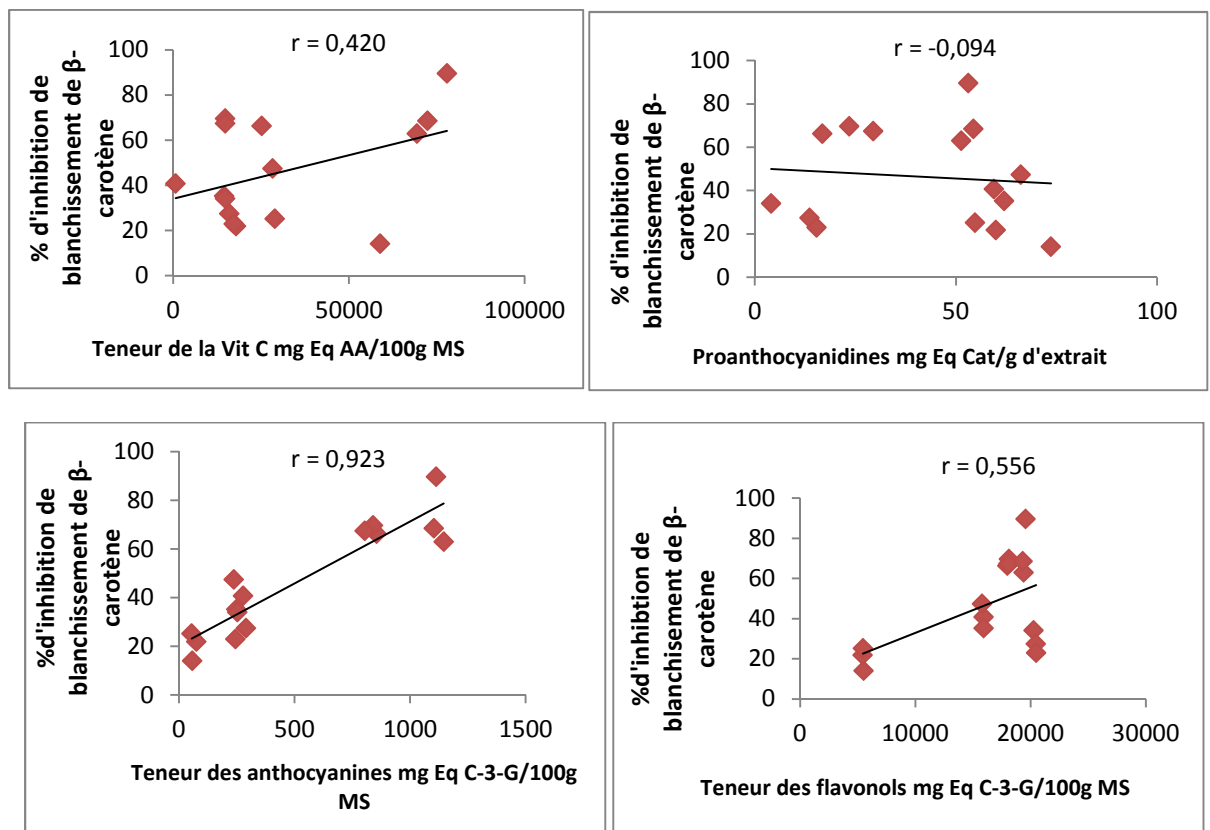 r = 0,420
% d'inhibition de
blanchissement de β-
carotène
100
80
60
40
20
0
0
50000
100000
Teneur de la Vit C mg Eq AA/100g MS
r = -0,094
% d'inhibition de
blanchissement de β-
carotène
100
80
60
40
20
0
0
50
100
Proanthocyanidines mg Eq Cat/g d'extrait
r = 0,923
%d'inhibition de
blanchissement de β-
carotène
100
80
60
40
20
0
0
500
1000
1500
Teneur des anthocyanines mg Eq C-3-G/100g
MS
r = 0,556
%d'inhibtion de
blanchisement de β-
carotène
100
80
60
40
20
0
0
10000
20000
30000
Teneur des flavonols mg Eq C-3-G/100g MS